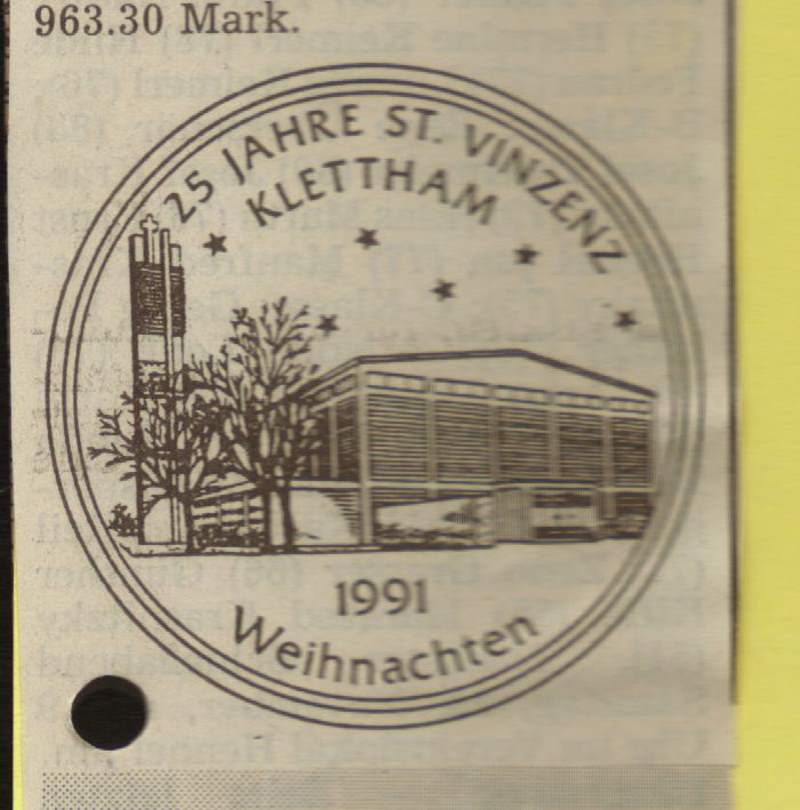 963.30 Mark.
25 JAHRE ST. VINZENZ
KLETTHAM
1991
Weihnachten